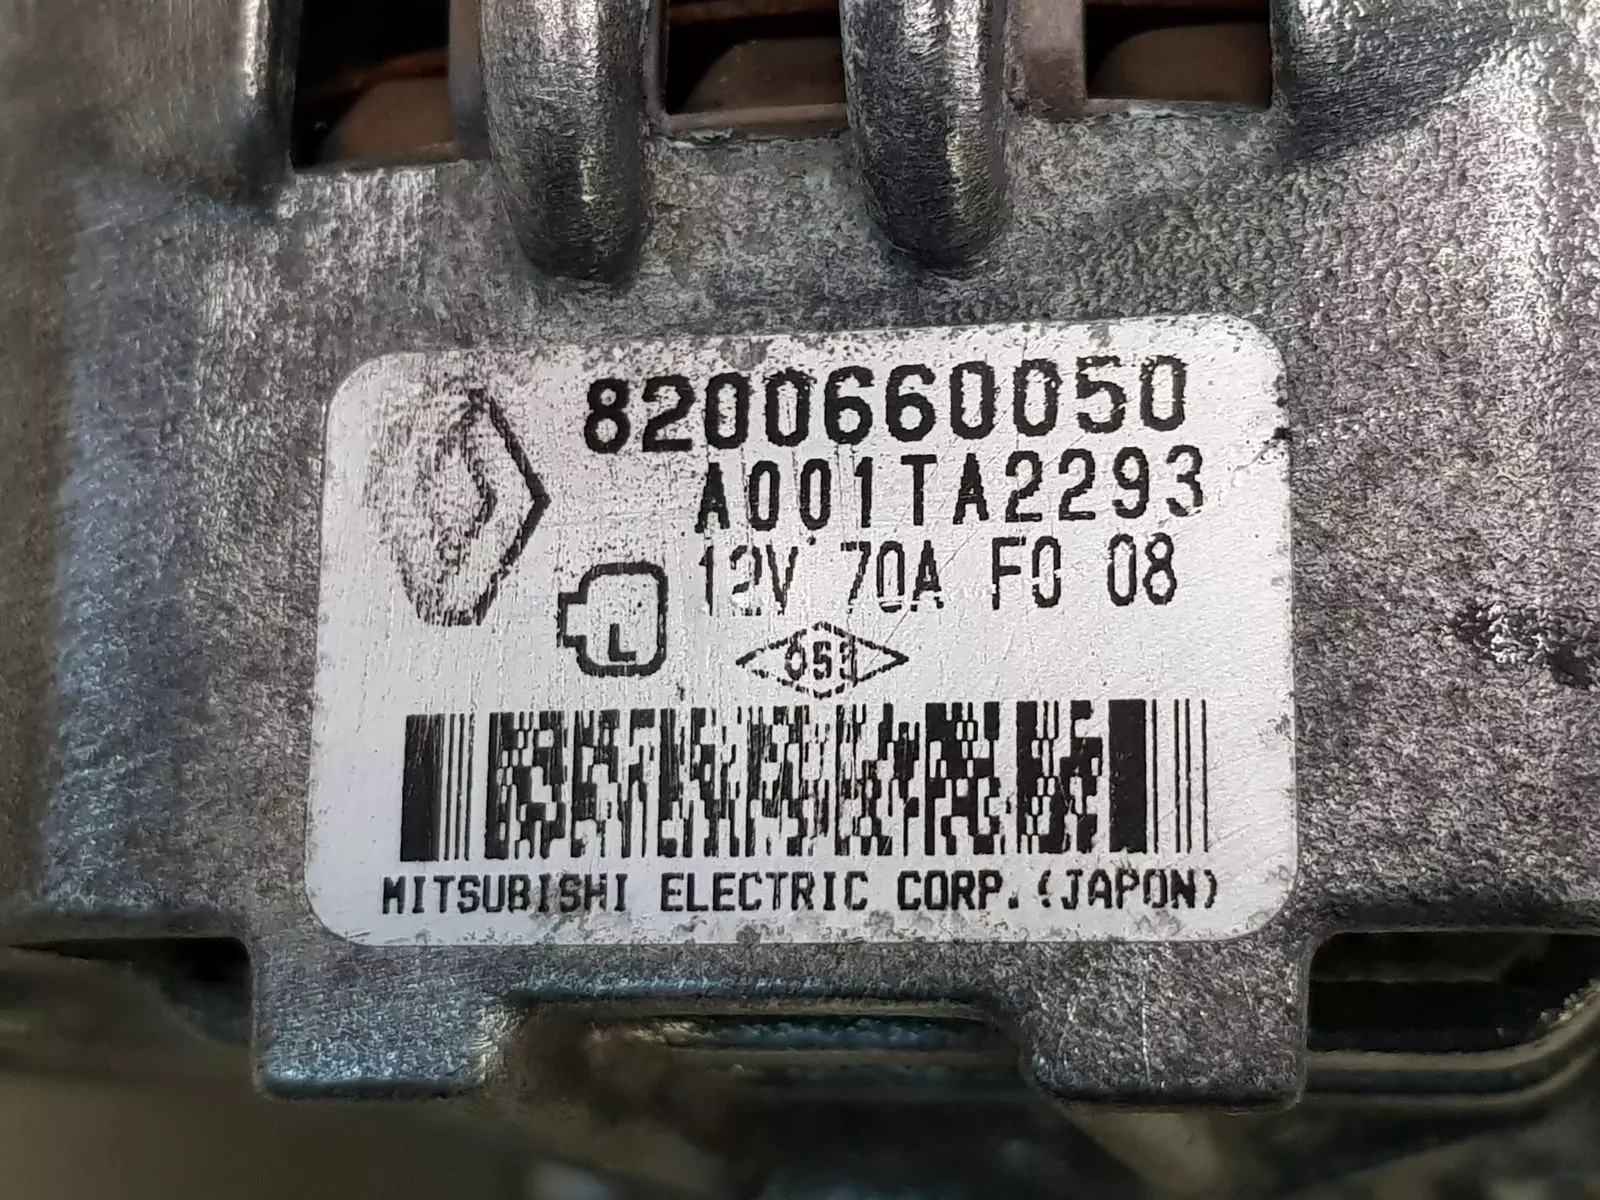 8200660050
A001TA2293
12V 70A F0 08
L
MITSUBISHI ELECTRIC CORP. (JAPON)